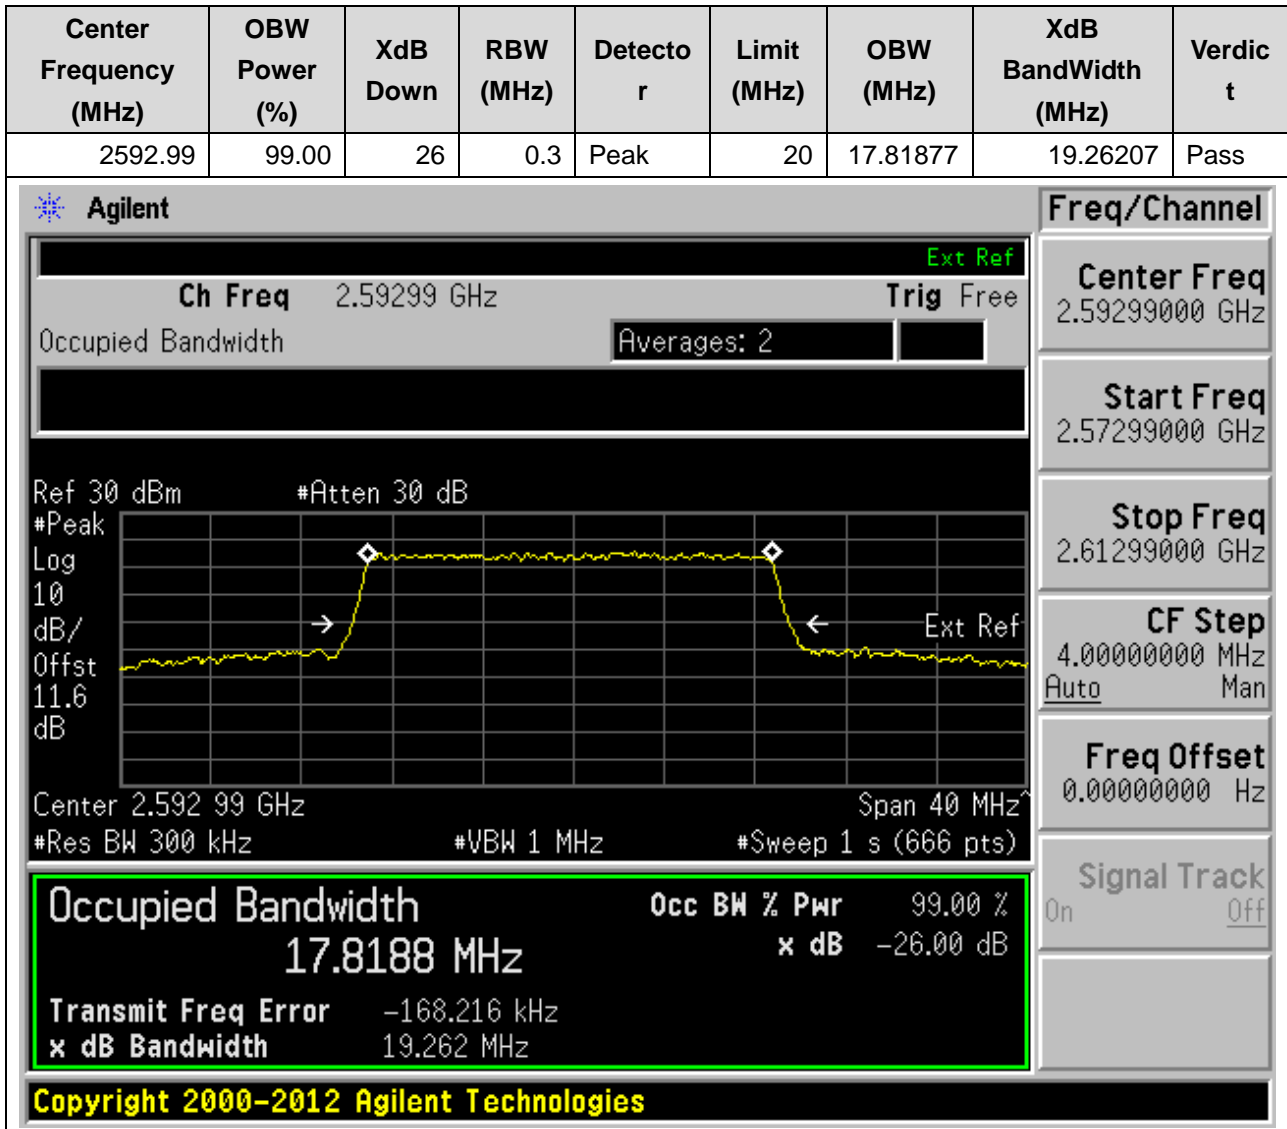 Center Frequency (MHz) OBW Power (%) XdB Down RBW (MHz) Detecto r Limit (MHz) OBW (MHz) XdB BandWidth (MHz) Verdic t
2592.99 99.00 26 0.3 Peak 20 17.81877 19.26207 Pass
Agilent
Freq/Channel
Ext Ref
Ch Freq 2.59299 GHz Trig Free
Occupied Bandwidth Averages: 2
Center Freq
2.59299000 GHz
Start Freq
2.57299000 GHz
Stop Freq
2.61299000 GHz
CF Step
4.00000000 MHz
Auto Man
Freq Offset
0.00000000 Hz
Signal Track
On Off
Ref 30 dBm #Atten 30 dB
#Peak
Log
10
dB/
Offst
11.6
dB
Ext Ref
Center 2.592 99 GHz Span 40 MHz^
#Res BW 300 kHz #VBW 1 MHz #Sweep 1 s (666 pts)
Occupied Bandwidth Occ BW % Pwr 99.00 %
17.8188 MHz x dB -26.00 dB
Transmit Freq Error -168.216 kHz
x dB Bandwidth 19.262 MHz
Copyright 2000-2012 Agilent Technologies